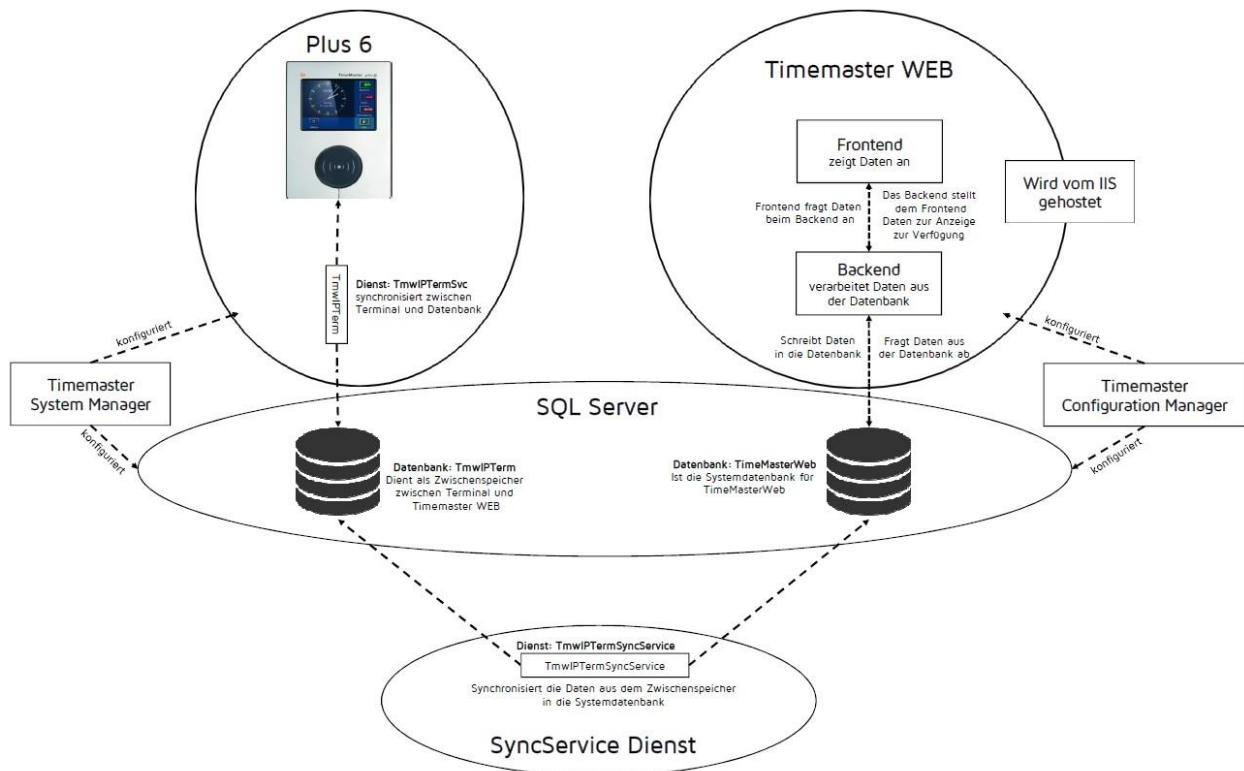 Plus 6
TimeMaster
Timemaster WEB
Frontend
zeigt Daten an
Wird vom IIS
gehostet
Frontend fragt Daten
beim Backend an
Das Backend stellt
dem Frontend
Daten zur Anzeige
zur Verfügung
TmwIPTerm
Dienst: TmwIPTermSvc
synchronisiert zwischen
Terminal und Datenbank
Backend
verarbeitet Daten aus
der Datenbank
konfiguriert
konfiguriert
Schreibt Daten
in die Datenbank
Fragt Daten aus
der Datenbank ab
Timemaster
System Manager
Timemaster
Configuration Manager
SQL Server
konfiguriert
konfiguriert
Datenbank: TmwIPTerm
Dient als Zwischenspeicher
zwischen Terminal und
Timemaster WEB
Datenbank: TimeMasterWeb
Ist die Systemdatenbank für
TimeMasterWeb
Dienst: TmwIPTermSyncService
TmwIPTermSyncService
Synchronisiert die Daten aus dem Zwischenspeicher
in die Systemdatenbank
SyncService Dienst